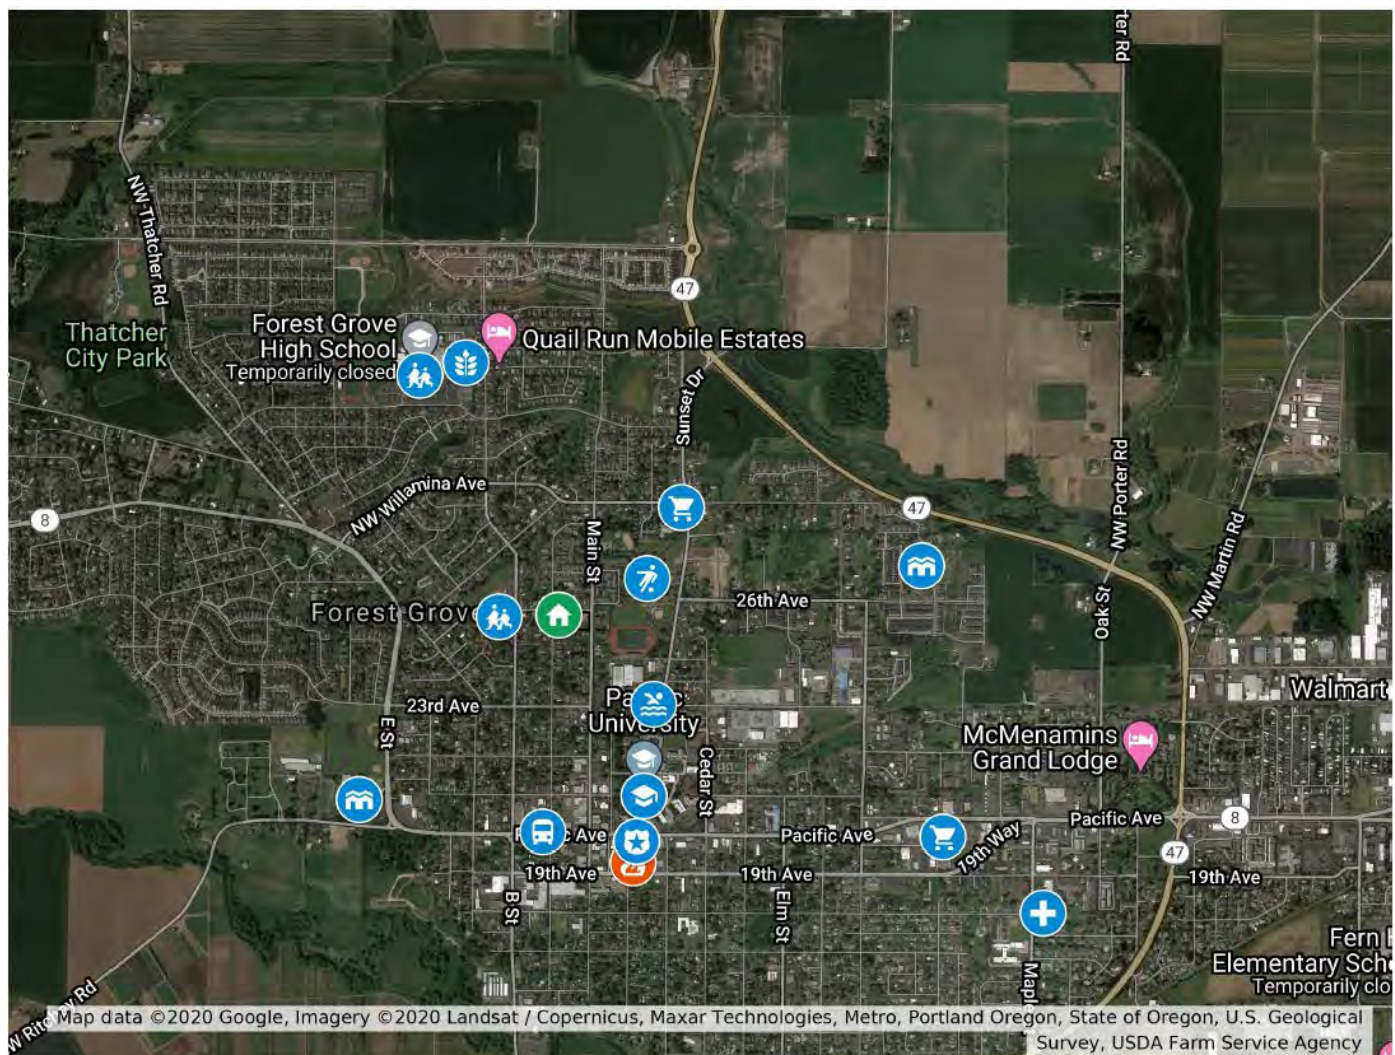 ter Rd
NW Thatcher Rd
47
Thatcher
City Park
Forest Grove
High School
Temporarily closed
Quail Run Mobile Estates
Sunset Dr
NW Willamina Ave
8
47
NW Porter Rd
NW Martin Rd
Main St
26th Ave
Oak St
Forest Grove
23rd Ave
Walmart
Pa c
University
E St
McMenamins
Grand Lodge
Cedar St
c Ave
Pacific Ave
19th Way
Pacific Ave
8
47
19th Ave
19th Ave
19th Ave
B St
Elm St
Maple
Fern
Elementary Sch
Temporarily clo
W Rit y Rd
Map data ©2020 Google, Imagery ©2020 Landsat / Copernicus, Maxar Technologies, Metro, Portland Oregon, State of Oregon, U.S. Geological
Survey, USDA Farm Service Agency